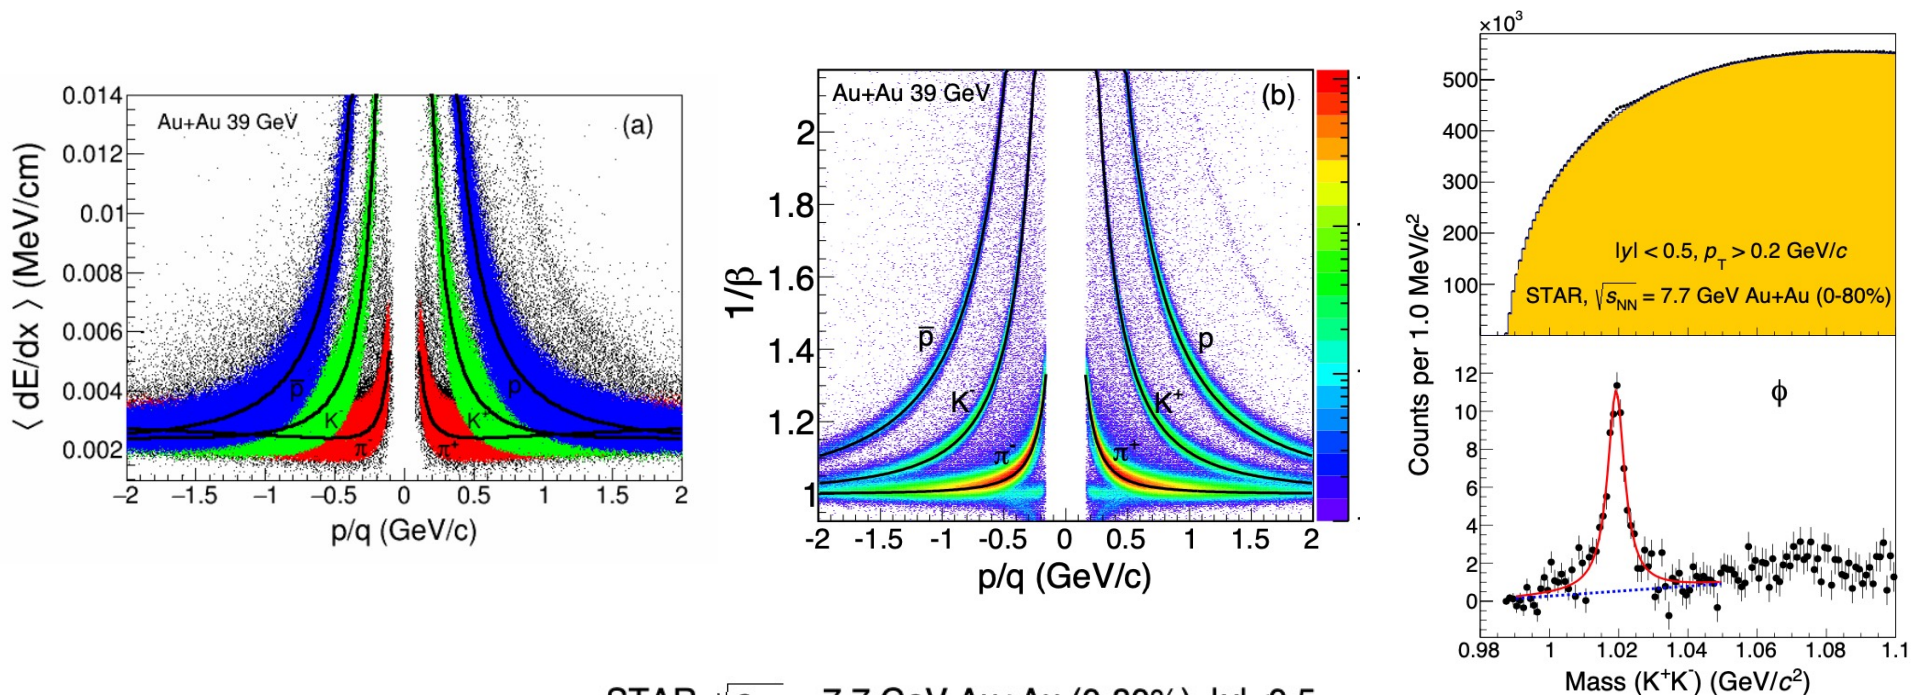 Au+Au 39 GeV
(a)
0.014
0.012
0.01
0.008
0.006
0.004
0.002
⟨ dE/dx ⟩ (MeV/cm)
p̅
K⁻
π⁻
π⁺
K⁺
p
−2 −1.5 −1 −0.5 0 0.5 1 1.5 2
p/q (GeV/c)
Au+Au 39 GeV
(b)
2
1.8
1.6
1.4
1.2
1
1/β
p̅
K⁻
π⁻
π⁺
K⁺
p
-2 -1.5 -1 -0.5 0 0.5 1 1.5 2
p/q (GeV/c)
×10³
500
400
300
200
100
|y| < 0.5, p_T > 0.2 GeV/c
STAR, √s_NN = 7.7 GeV Au+Au (0-80%)
Counts per 1.0 MeV/c²
12
10
8
6
4
2
0
ϕ
0.98 1 1.02 1.04 1.06 1.08 1.1
Mass (K⁺K⁻) (GeV/c²)